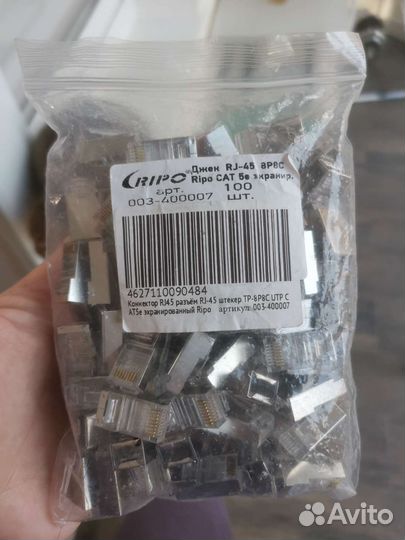 RIPO® Джек RJ-45 8P8C
Ripo CAT 5e экранир.
арт. 100
003-400007 шт.
4627110090484
Коннектор RJ45 разъём RJ-45 штекер TP-8P8C UTP C
AT5e экранированный Ripo артикул: 003-400007
Avito